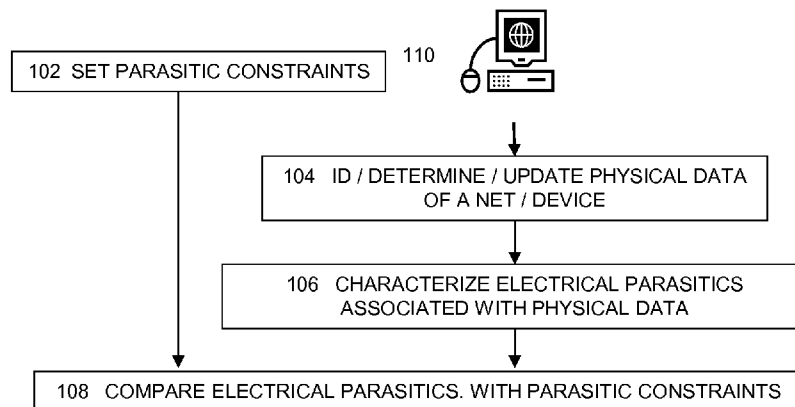 102 SET PARASITIC CONSTRAINTS
110
104 ID / DETERMINE / UPDATE PHYSICAL DATA
OF A NET / DEVICE
106 CHARACTERIZE ELECTRICAL PARASITICS
ASSOCIATED WITH PHYSICAL DATA
108 COMPARE ELECTRICAL PARASITICS. WITH PARASITIC CONSTRAINTS